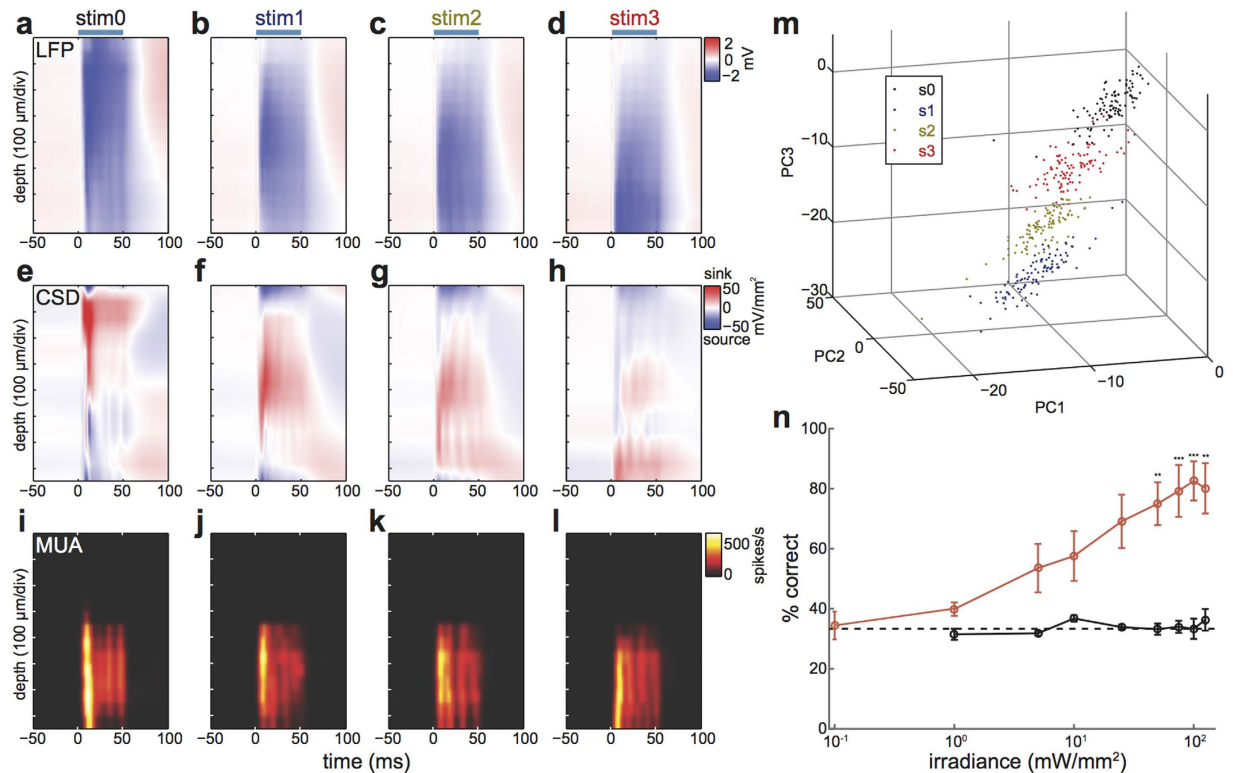 a stim0 b stim1 c stim2 d stim3
LFP
2
0
−2
mV
depth (100 µm/div)
−50 0 50 100 −50 0 50 100 −50 0 50 100 −50 0 50 100
e f g h
CSD
sink
50
0
−50
source
mV/mm²
depth (100 µm/div)
−50 0 50 100 −50 0 50 100 −50 0 50 100 −50 0 50 100
i j k l
MUA
500
0
spikes/s
depth (100 µm/div)
−50 0 50 100 −50 0 50 100 −50 0 50 100 −50 0 50 100
time (ms)
m
s0
s1
s2
s3
PC3
0
−10
−20
−30
50
0
−50
PC2
−20
−10
0
PC1
n
100
80
60
40
20
0
% correct
** *** *** **
10⁻¹ 10⁰ 10¹ 10²
irradiance (mW/mm²)